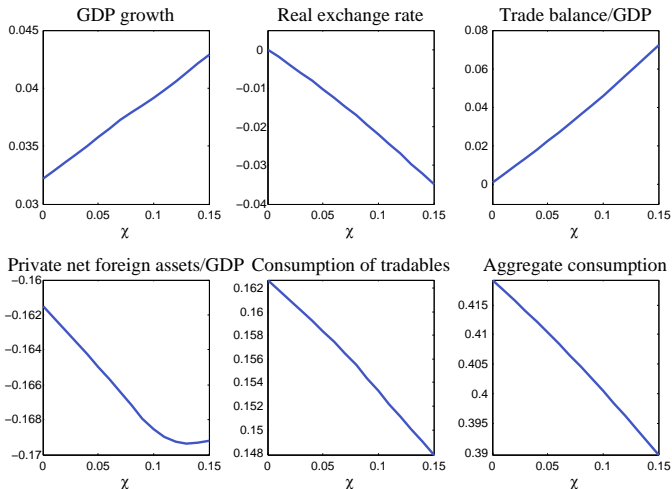 GDP growth
0.045
0.04
0.035
0.03
0 0.05 0.1 0.15
χ
Real exchange rate
0
−0.01
−0.02
−0.03
−0.04
0 0.05 0.1 0.15
χ
Trade balance/GDP
0.08
0.06
0.04
0.02
0
0 0.05 0.1 0.15
χ
Private net foreign assets/GDP
−0.16
−0.162
−0.164
−0.166
−0.168
−0.17
0 0.05 0.1 0.15
χ
Consumption of tradables
0.162
0.16
0.158
0.156
0.154
0.152
0.15
0.148
0 0.05 0.1 0.15
χ
Aggregate consumption
0.415
0.41
0.405
0.4
0.395
0.39
0 0.05 0.1 0.15
χ